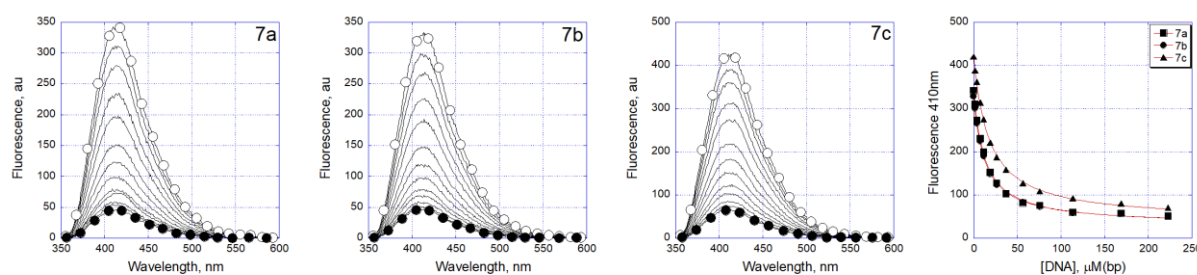 7a
350
300
250
200
150
100
50
0
Fluorescence, au
350 400 450 500 550 600
Wavelength, nm
7b
350
300
250
200
150
100
50
0
Fluorescence, au
350 400 450 500 550 600
Wavelength, nm
7c
500
400
300
200
100
0
Fluorescence, au
350 400 450 500 550 600
Wavelength, nm
7a
7b
7c
500
400
300
200
100
0
Fluorescence 410nm
0 50 100 150 200 250
[DNA], μM(bp)